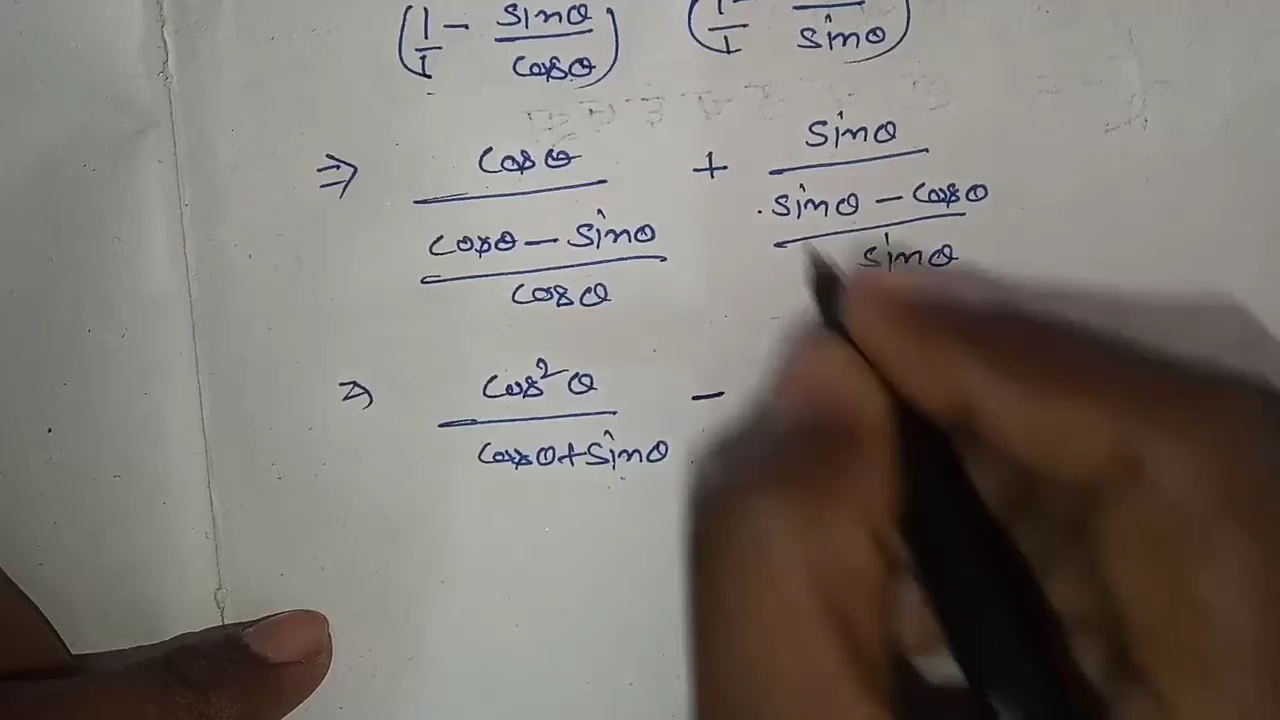 (1/1 - sinθ/cosθ) (1/1 - /sinθ)
⇒ cosθ/((cosθ - sinθ)/cosθ) + sinθ/((sinθ - cosθ)/sinθ)
⇒ cos²θ/(cosθ+sinθ) -